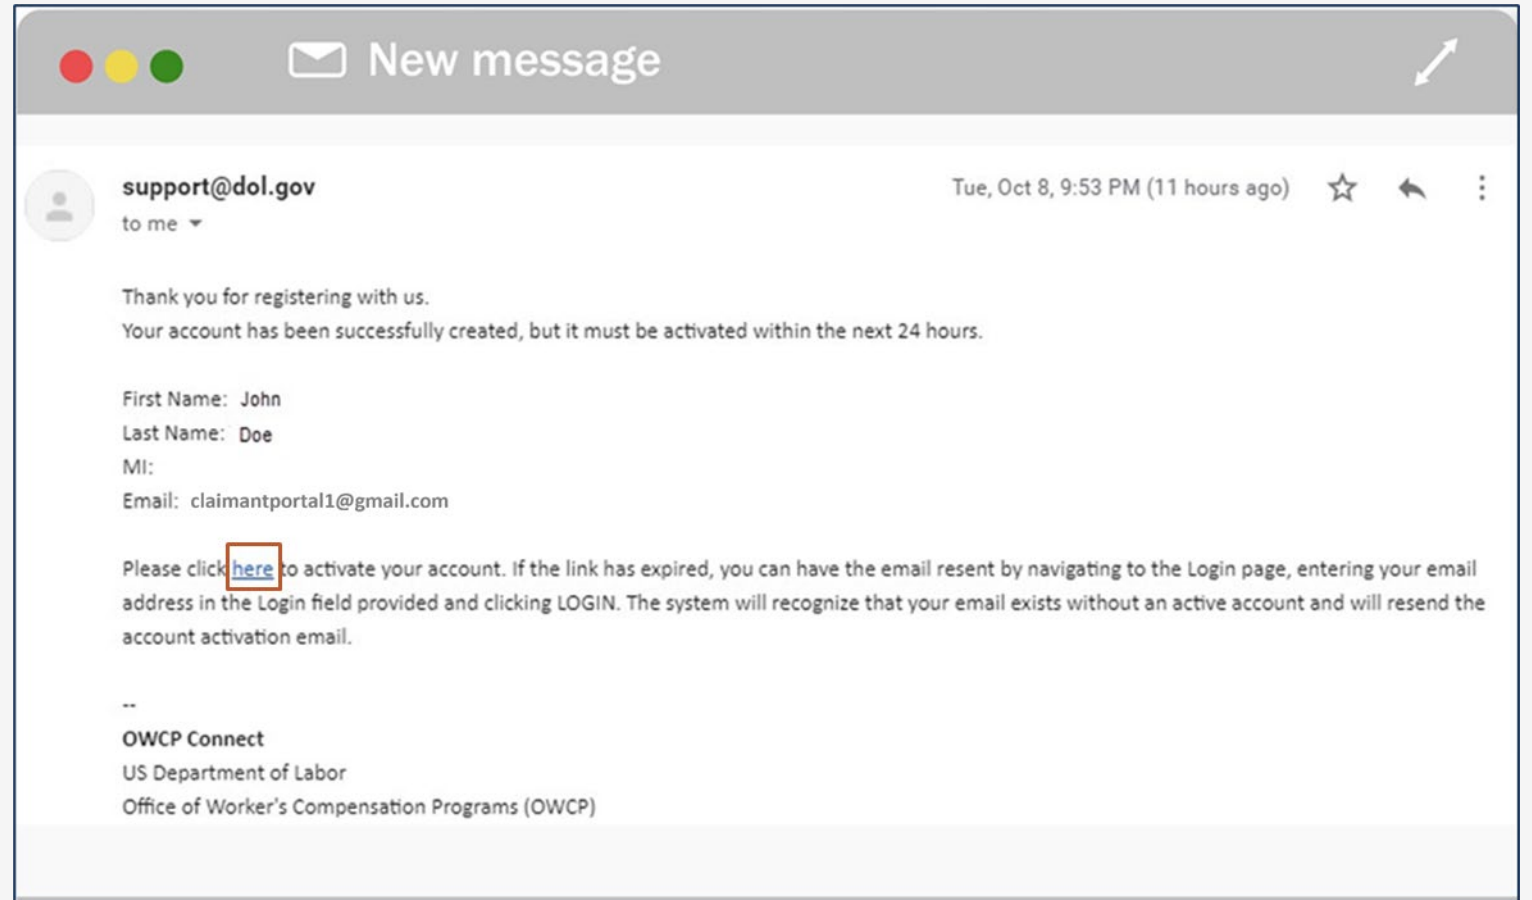 New message
support@dol.gov
Tue, Oct 8, 9:53 PM (11 hours ago)
to me
Thank you for registering with us.
Your account has been successfully created, but it must be activated within the next 24 hours.
First Name: John
Last Name: Doe
MI:
Email: claimantportal1@gmail.com
Please click here to activate your account. If the link has expired, you can have the email resent by navigating to the Login page, entering your email
address in the Login field provided and clicking LOGIN. The system will recognize that your email exists without an active account and will resend the
account activation email.
--
OWCP Connect
US Department of Labor
Office of Worker's Compensation Programs (OWCP)